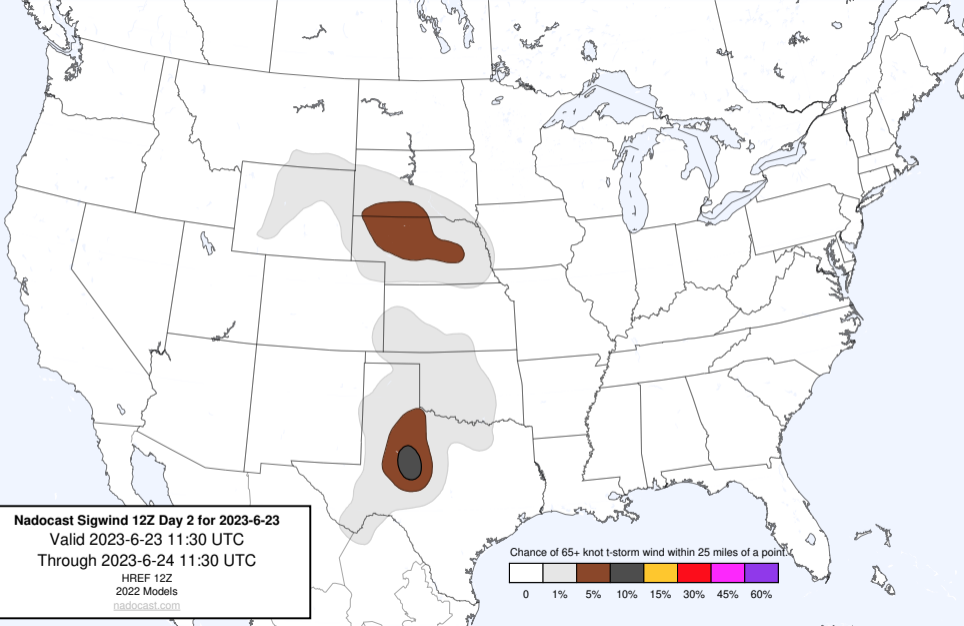 Nadocast Sigwind 12Z Day 2 for 2023-6-23
Valid 2023-6-23 11:30 UTC
Through 2023-6-24 11:30 UTC
HREF 12Z
2022 Models
nadocast.com
Chance of 65+ knot t-storm wind within 25 miles of a point.
0 1% 5% 10% 15% 30% 45% 60%